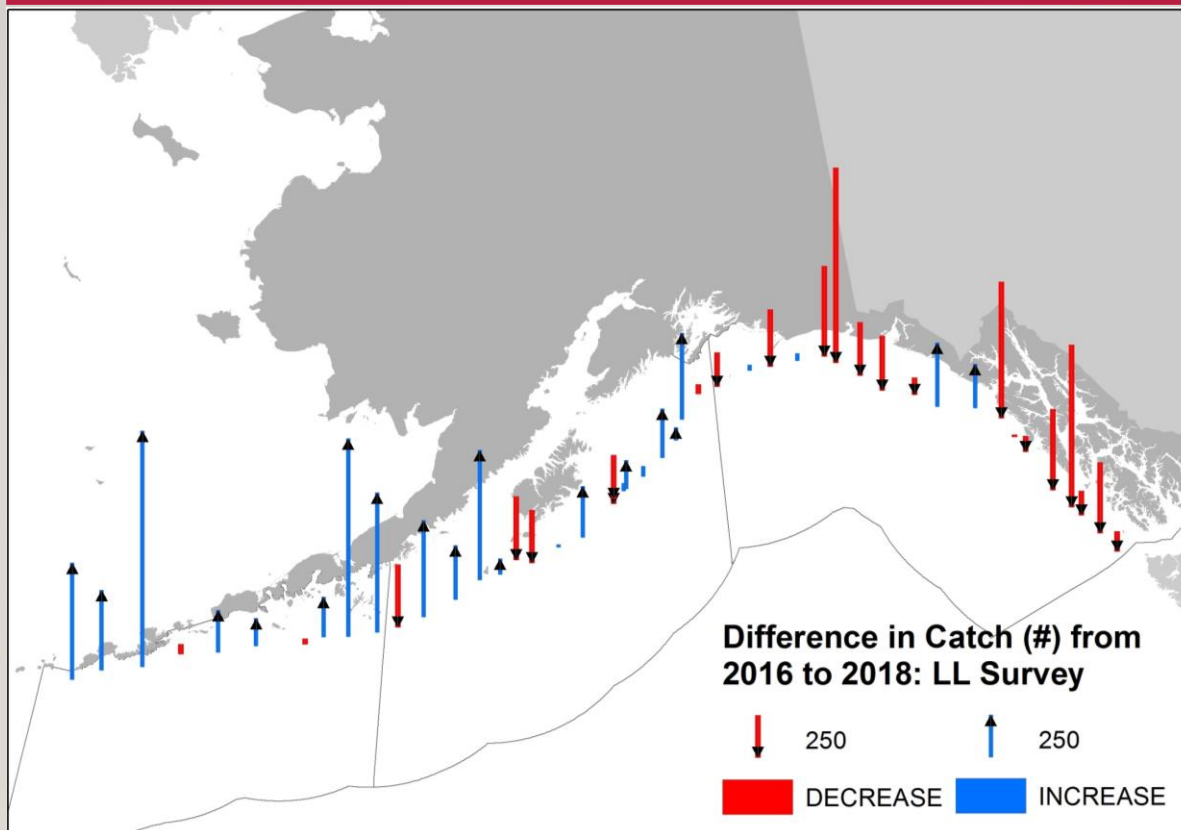 Difference in Catch (#) from
2016 to 2018: LL Survey
250 250
DECREASE INCREASE